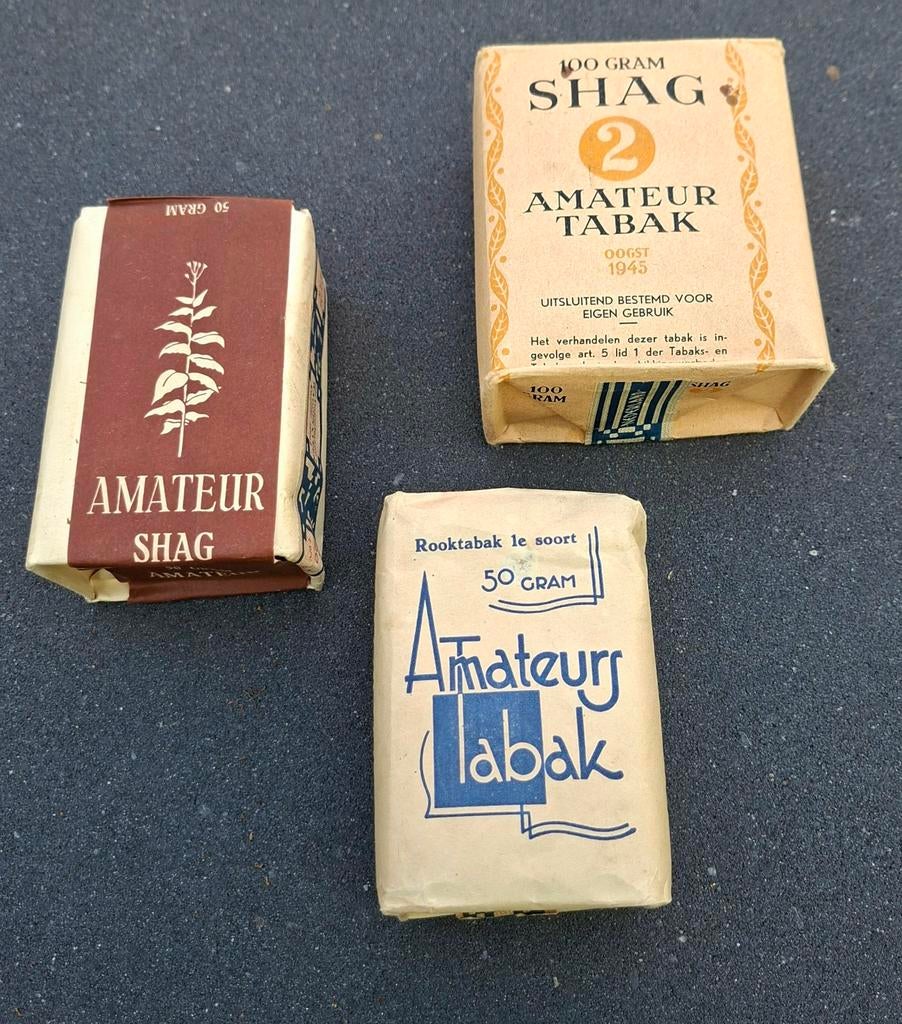 50 GRAM
AMATEUR
SHAG
AMATEUR
100 GRAM
SHAG
2
AMATEUR
TABAK
OOGST
1945
UITSLUITEND BESTEMD VOOR
EIGEN GEBRUIK
Het verhandelen dezer tabak is in-
gevolge art. 5 lid 1 der Tabaks- en
100
GRAM
SHAG
Rooktabak 1e soort
50 GRAM
Amateurs
Tabak